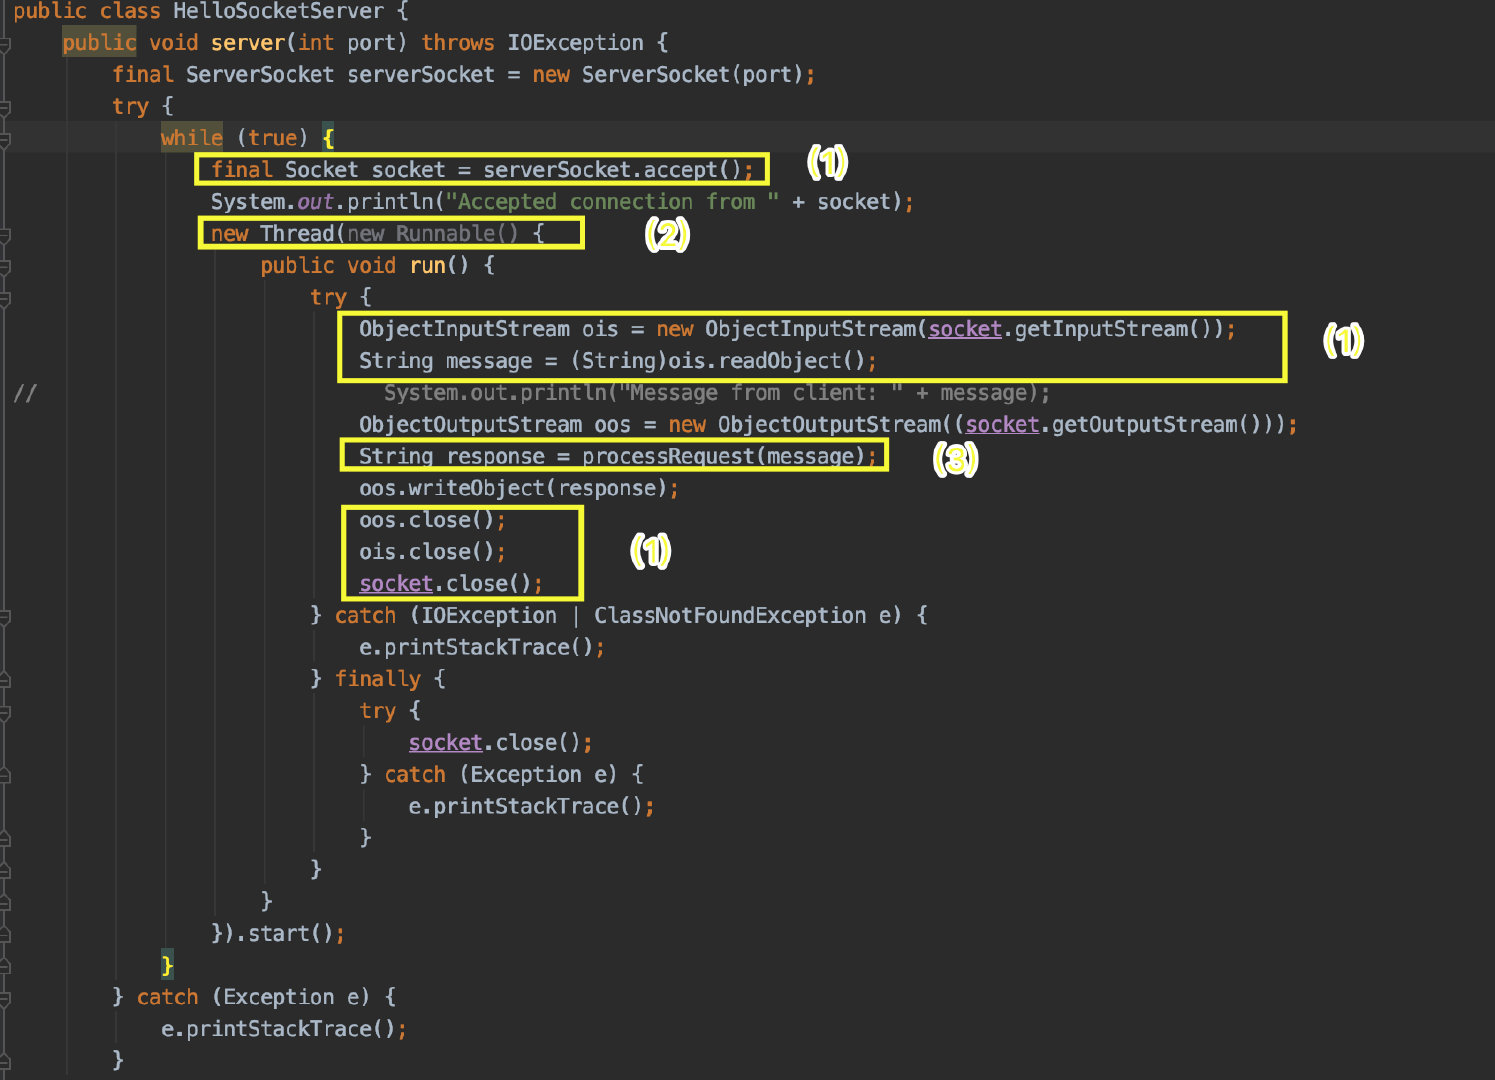 public class HelloSocketServer {
public void server(int port) throws IOException {
final ServerSocket serverSocket = new ServerSocket(port);
try {
while (true) {
final Socket socket = serverSocket.accept(); (1)
System.out.println("Accepted connection from " + socket);
new Thread(new Runnable() { (2)
public void run() {
try {
ObjectInputStream ois = new ObjectInputStream(socket.getInputStream()); (1)
String message = (String)ois.readObject();
// System.out.println("Message from client: " + message);
ObjectOutputStream oos = new ObjectOutputStream((socket.getOutputStream()));
String response = processRequest(message); (3)
oos.writeObject(response);
oos.close();
ois.close(); (1)
socket.close();
} catch (IOException | ClassNotFoundException e) {
e.printStackTrace();
} finally {
try {
socket.close();
} catch (Exception e) {
e.printStackTrace();
}
}
}
}).start();
}
} catch (Exception e) {
e.printStackTrace();
}